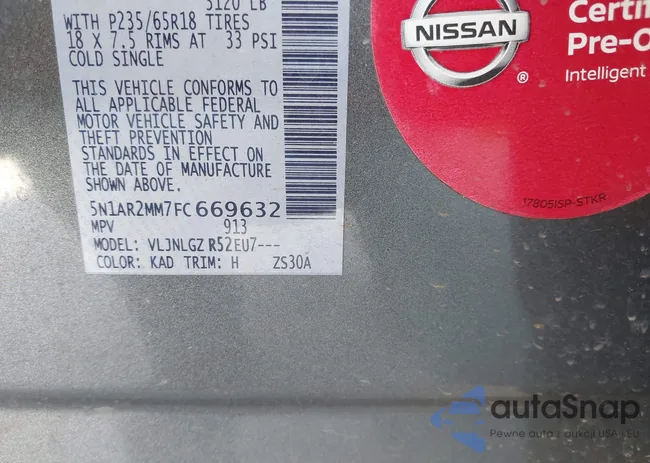 5120 LB
WITH P235/65R18 TIRES
18 X 7.5 RIMS AT 33 PSI
COLD SINGLE
THIS VEHICLE CONFORMS TO
ALL APPLICABLE FEDERAL
MOTOR VEHICLE SAFETY AND
THEFT PREVENTION
STANDARDS IN EFFECT ON
THE DATE OF MANUFACTURE
SHOWN ABOVE.
5N1AR2MM7FC669632
MPV 913
MODEL: VLJNLGZ R52EU7---
COLOR: KAD TRIM: H ZS30A
NISSAN
®
Certif
Pre-O
Intelligent
17805ISP-STKR
autaSnap
Pewne auta z aukcji USA i EU